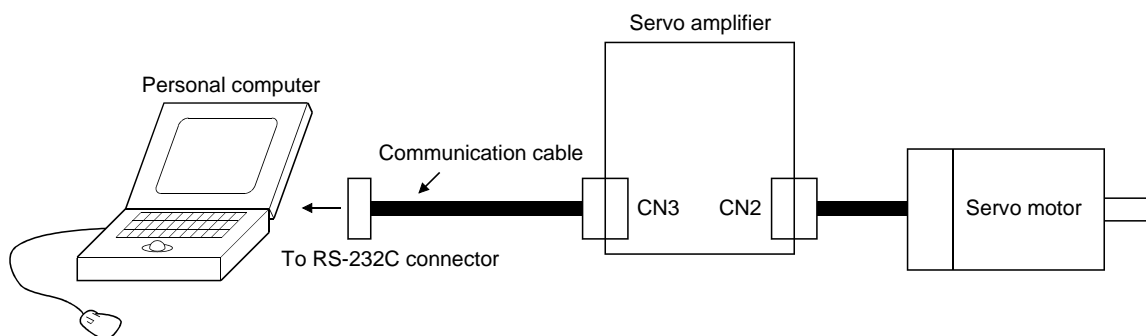 Servo amplifier
Personal computer
Communication cable
CN3
CN2
Servo motor
To RS-232C connector